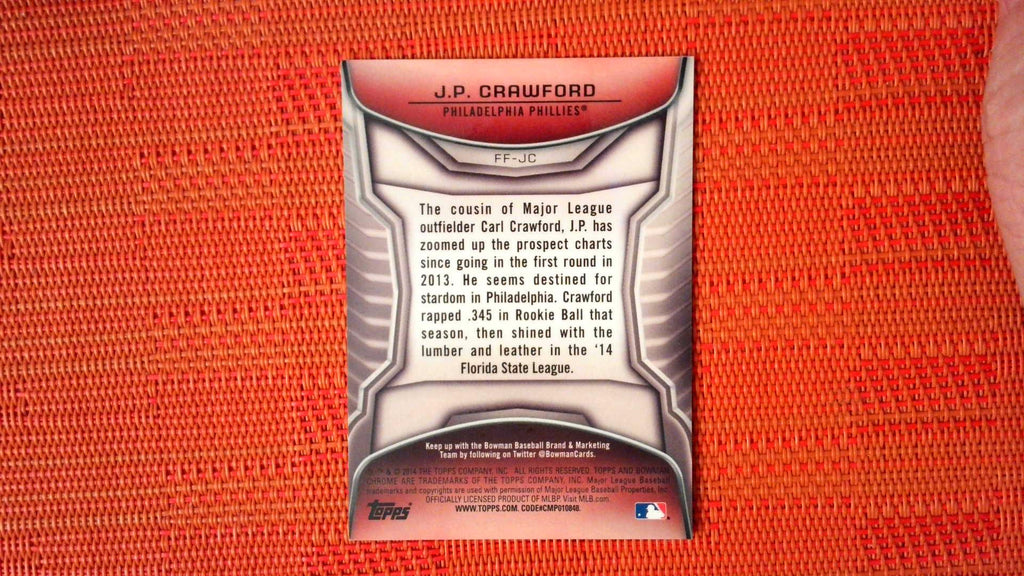 J.P. CRAWFORD
PHILADELPHIA PHILLIES®
FF-JC
The cousin of Major League
outfielder Carl Crawford, J.P. has
zoomed up the prospect charts
since going in the first round in
2013. He seems destined for
stardom in Philadelphia. Crawford
rapped .345 in Rookie Ball that
season, then shined with the
lumber and leather in the '14
Florida State League.
Keep up with the Bowman Baseball Brand & Marketing
Team by following on Twitter @BowmanCards.
® & © 2014 THE TOPPS COMPANY, INC. ALL RIGHTS RESERVED. TOPPS AND BOWMAN
CHROME ARE TRADEMARKS OF THE TOPPS COMPANY, INC. Major League Baseball
trademarks and copyrights are used with permission of Major League Baseball Properties, Inc.
OFFICIALLY LICENSED PRODUCT OF MLBP. Visit MLB.com
WWW.TOPPS.COM. CODE#CMP010848.
topps